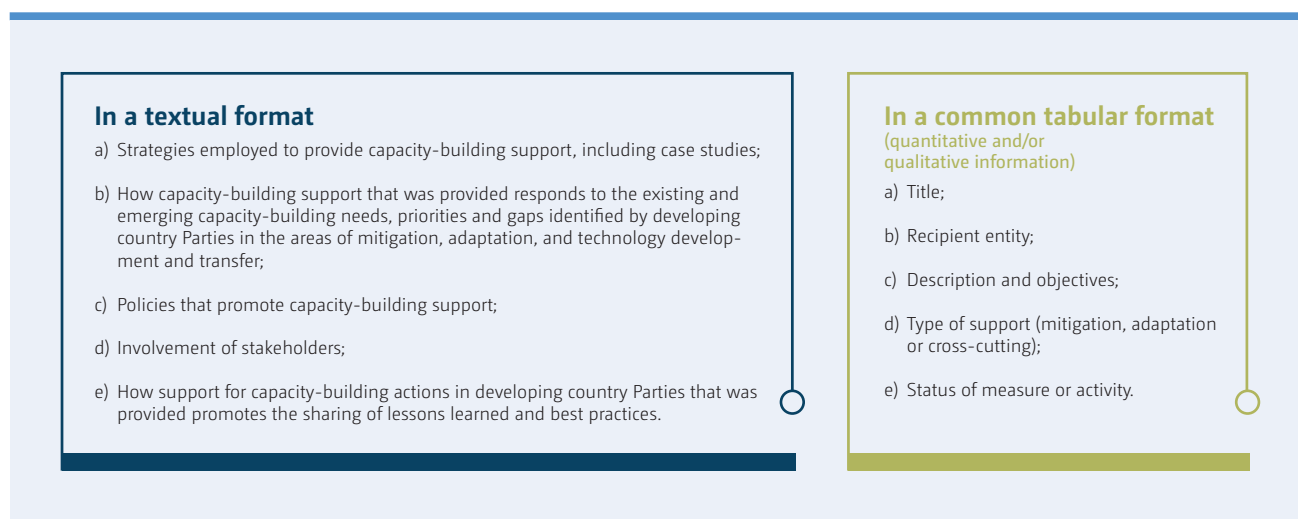 In a textual format
a) Strategies employed to provide capacity-building support, including case studies;
b) How capacity-building support that was provided responds to the existing and
emerging capacity-building needs, priorities and gaps identified by developing
country Parties in the areas of mitigation, adaptation, and technology develop-
ment and transfer;
c) Policies that promote capacity-building support;
d) Involvement of stakeholders;
e) How support for capacity-building actions in developing country Parties that was
provided promotes the sharing of lessons learned and best practices.
In a common tabular format
(quantitative and/or
qualitative information)
a) Title;
b) Recipient entity;
c) Description and objectives;
d) Type of support (mitigation, adaptation
or cross-cutting);
e) Status of measure or activity.